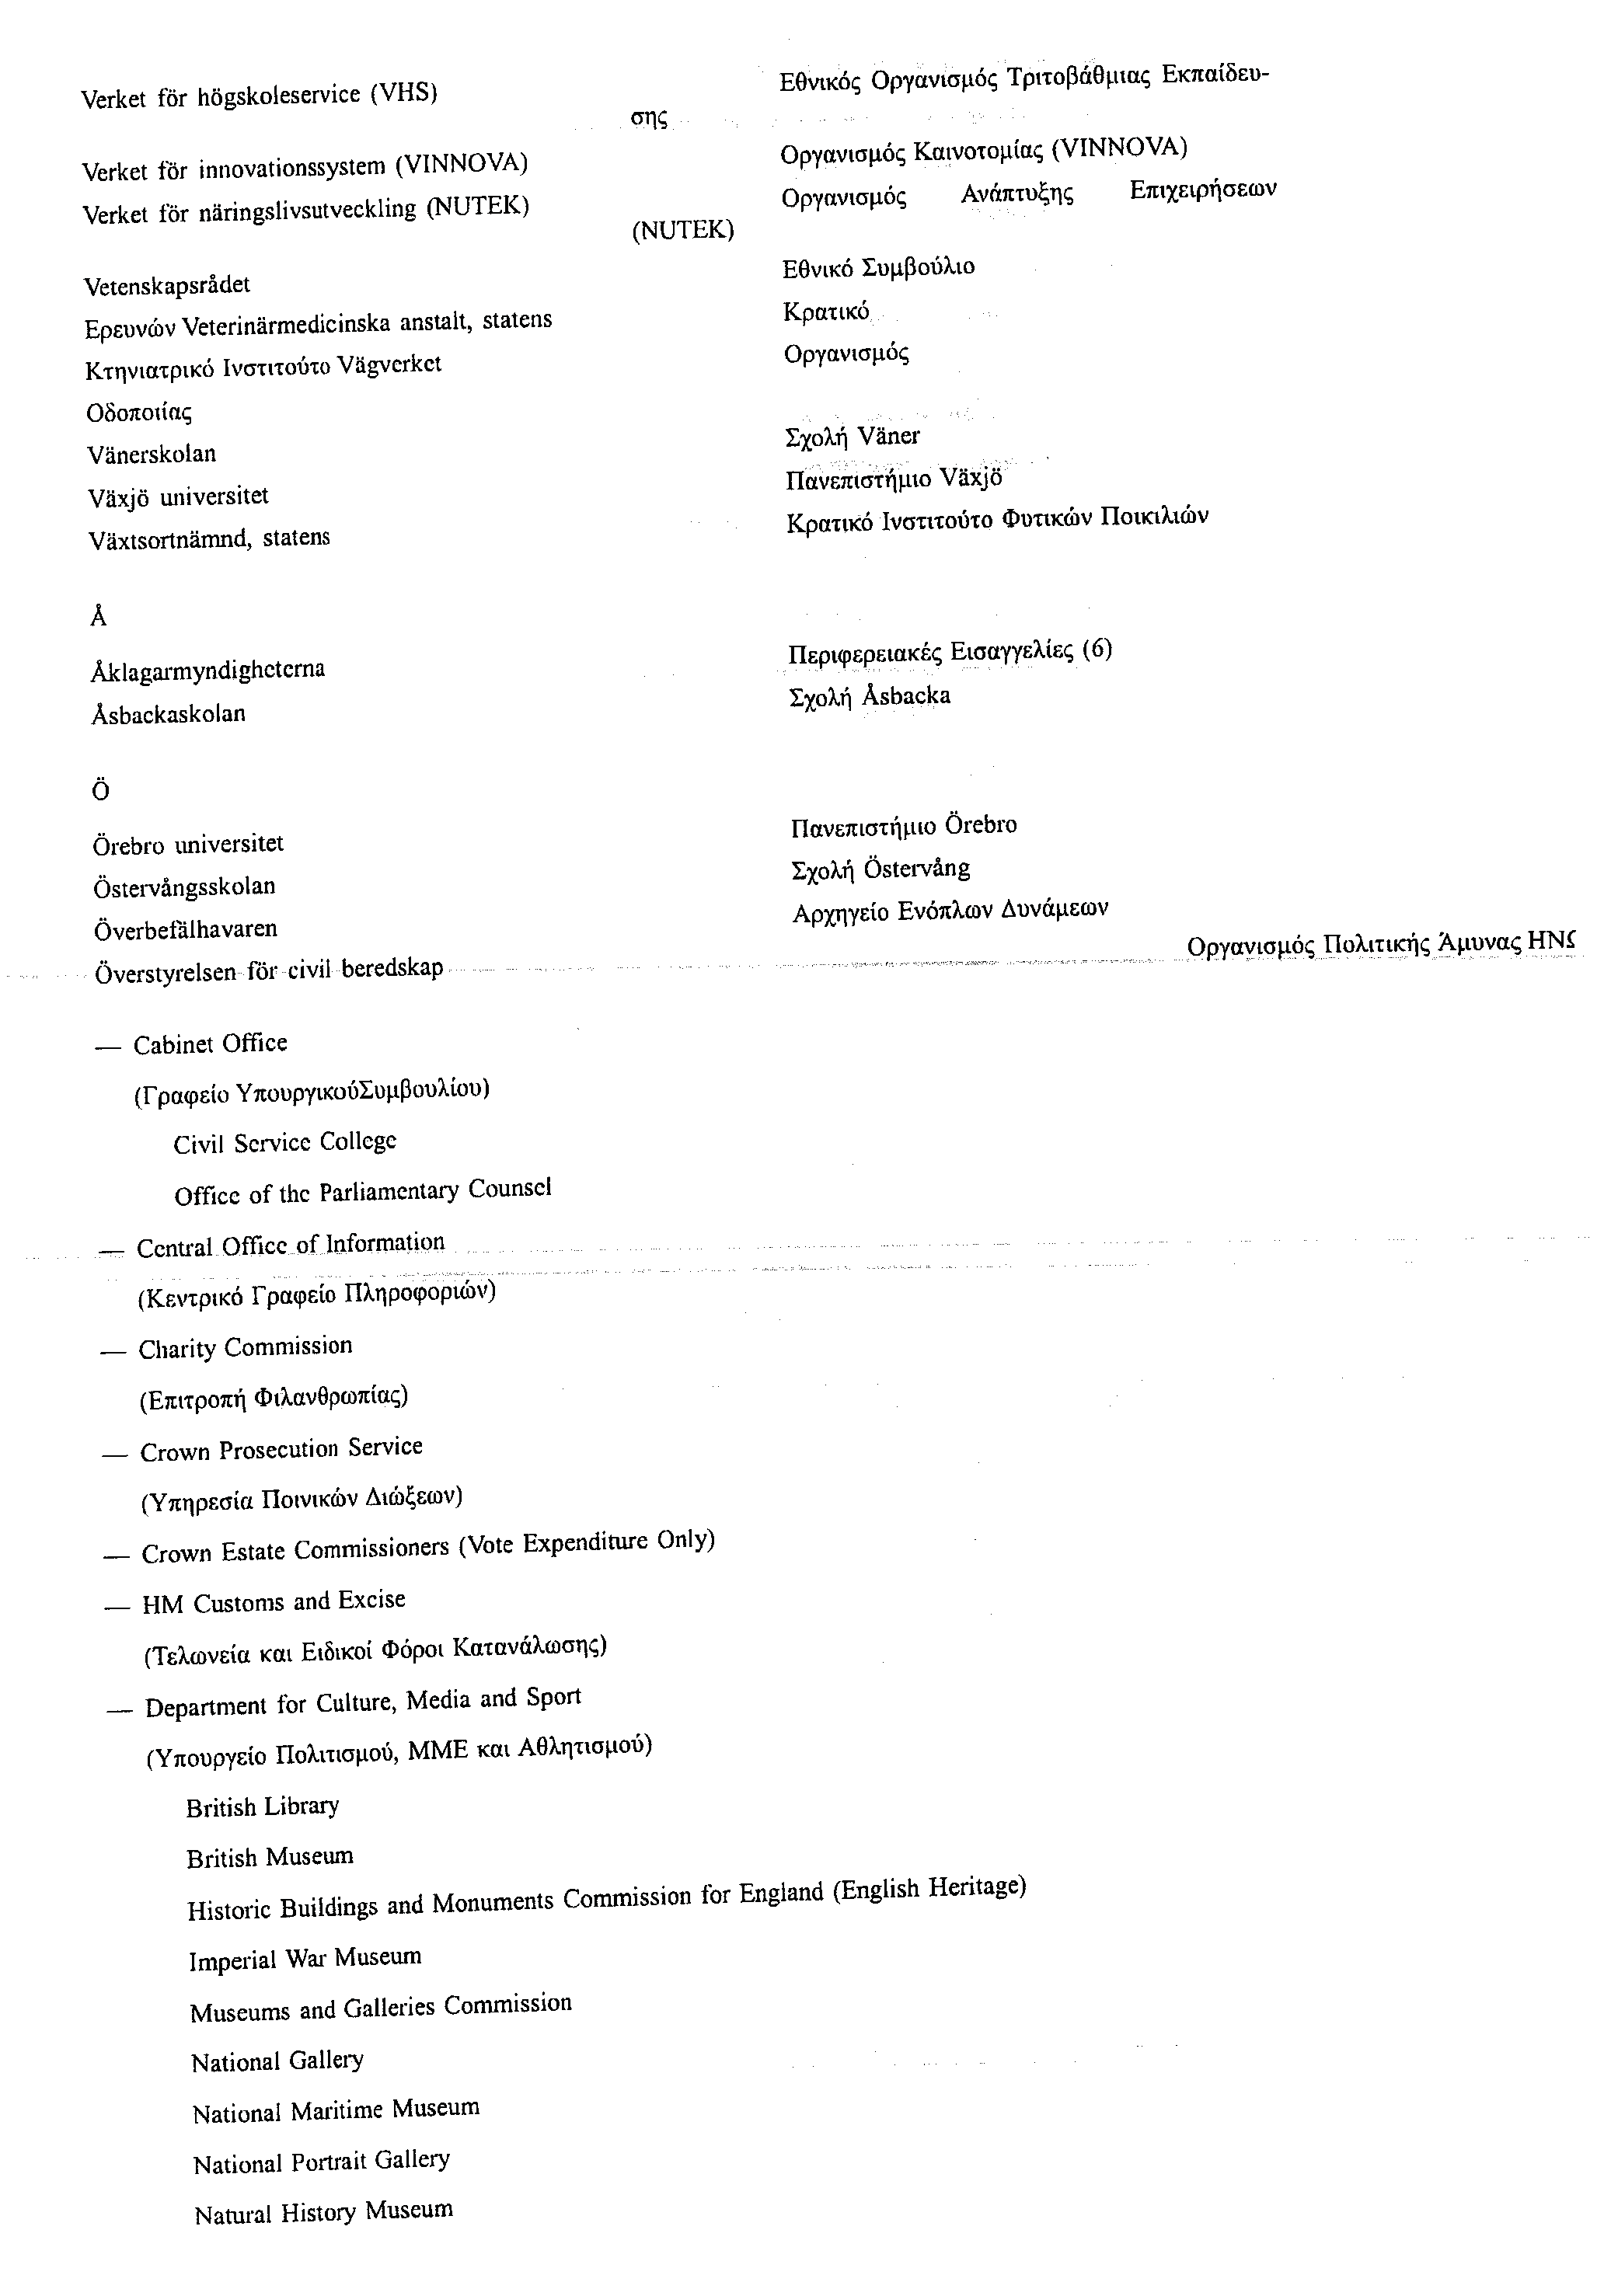 Verket för högskoleservice (VHS) Εθνικός Οργανισμός Τριτοβάθμιας Εκπαίδευ-
σης
Verket för innovationssystem (VINNOVA) Οργανισμός Καινοτομίας (VINNOVA)
Verket för näringslivsutveckling (NUTEK) Οργανισμός Ανάπτυξης Επιχειρήσεων
(NUTEK)
Vetenskapsrådet Εθνικό Συμβούλιο
Ερευνών Veterinärmedicinska anstalt, statens Κρατικό
Κτηνιατρικό Ινστιτούτο Vägverket Οργανισμός
Οδοποιίας
Vänerskolan Σχολή Väner
Växjö universitet Πανεπιστήμιο Växjö
Växtsortnämnd, statens Κρατικό Ινστιτούτο Φυτικών Ποικιλιών
Å
Åklagarmyndigheterna Περιφερειακές Εισαγγελίες (6)
Åsbackaskolan Σχολή Åsbacka
Ö
Örebro universitet Πανεπιστήμιο Örebro
Östervångsskolan Σχολή Östervång
Överbefälhavaren Αρχηγείο Ενόπλων Δυνάμεων
Överstyrelsen för civil beredskap Οργανισμός Πολιτικής Άμυνας
— Cabinet Office
(Γραφείο ΥπουργικούΣυμβουλίου)
Civil Service College
Office of the Parliamentary Counsel
— Central Office of Information
(Κεντρικό Γραφείο Πληροφοριών)
— Charity Commission
(Επιτροπή Φιλανθρωπίας)
— Crown Prosecution Service
(Υπηρεσία Ποινικών Διώξεων)
— Crown Estate Commissioners (Vote Expenditure Only)
— HM Customs and Excise
(Τελωνεία και Ειδικοί Φόροι Κατανάλωσης)
— Department for Culture, Media and Sport
(Υπουργείο Πολιτισμού, ΜΜΕ και Αθλητισμού)
British Library
British Museum
Historic Buildings and Monuments Commission for England (English Heritage)
Imperial War Museum
Museums and Galleries Commission
National Gallery
National Maritime Museum
National Portrait Gallery
Natural History Museum